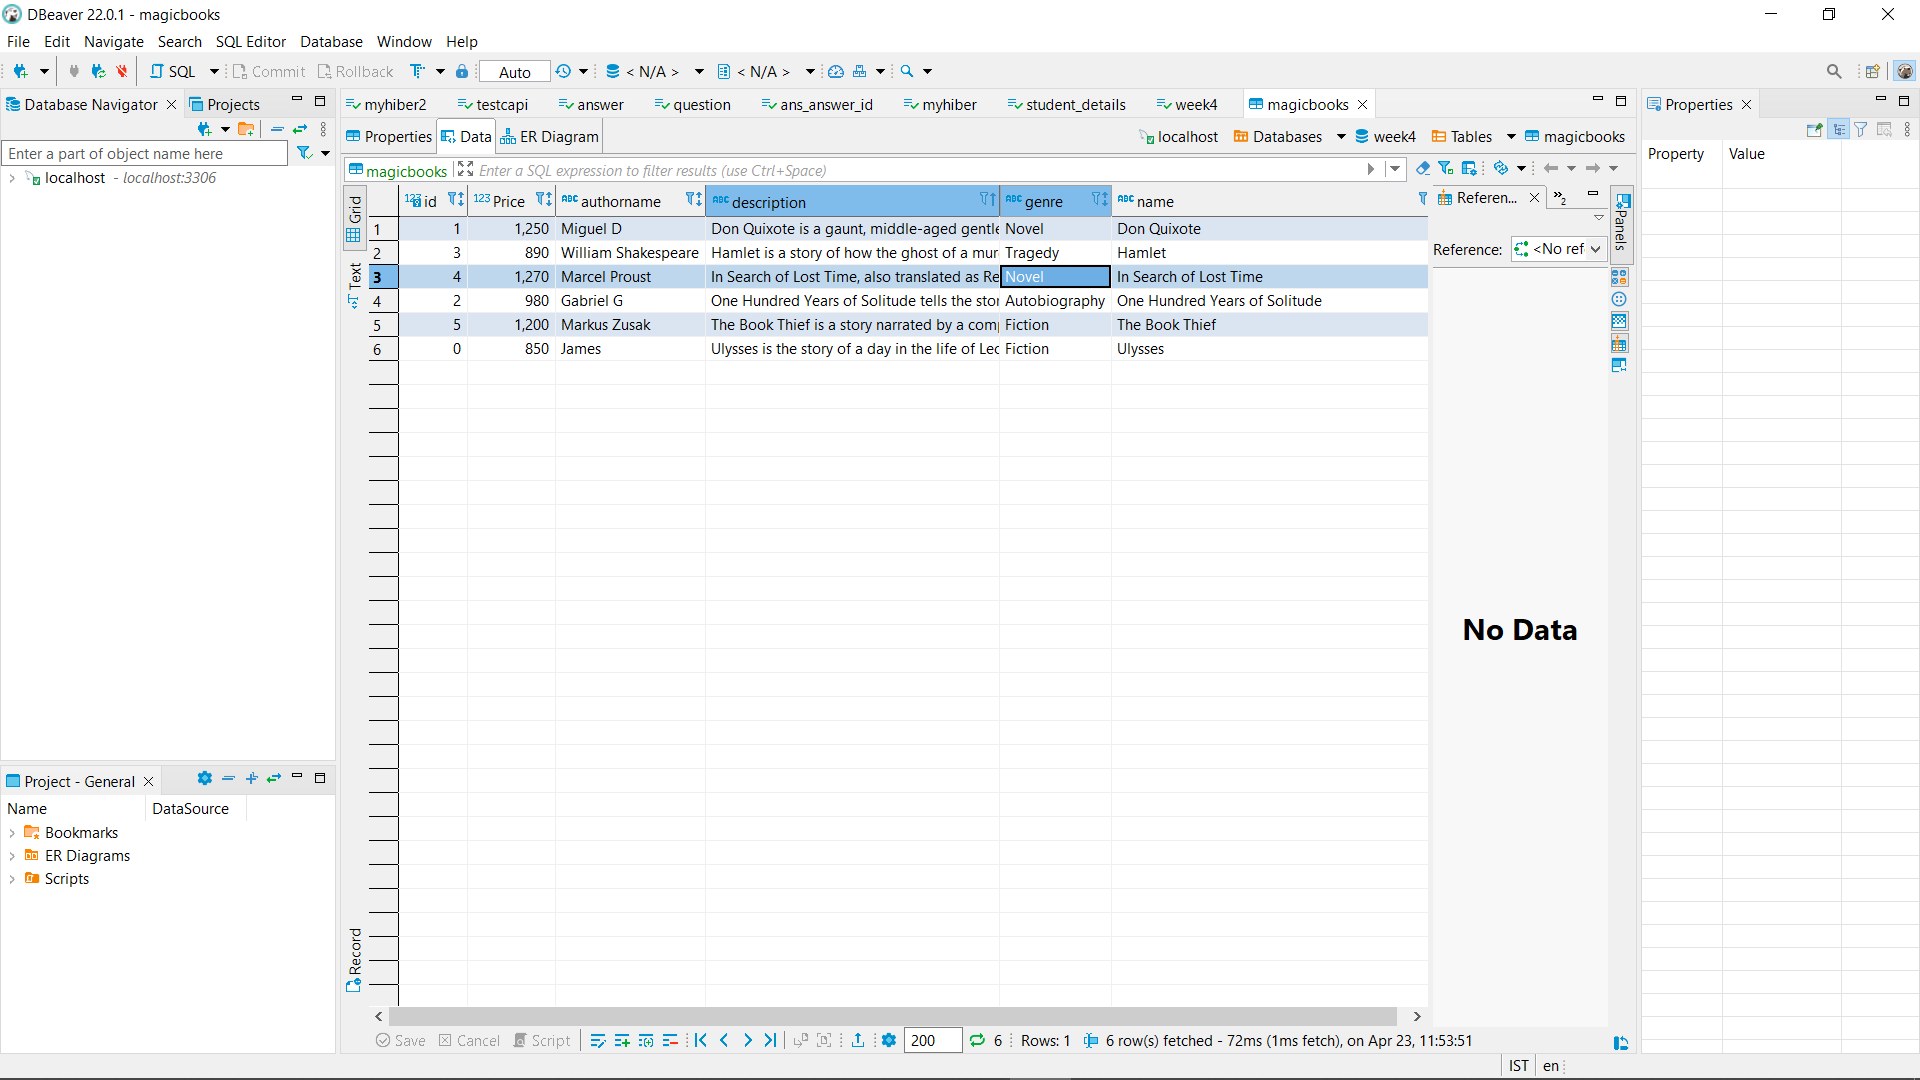 DBeaver 22.0.1 - magicbooks
File Edit Navigate Search SQL Editor Database Window Help
SQL Commit Rollback Auto < N/A > < N/A >
Database Navigator Projects
Enter a part of object name here
localhost - localhost:3306
myhiber2 testcapi answer question ans_answer_id myhiber student_details week4 magicbooks
Properties Data ER Diagram localhost Databases week4 Tables magicbooks
magicbooks Enter a SQL expression to filter results (use Ctrl+Space)
Grid
Text
Record
123 id 123 Price ABC authorname ABC description ABC genre ABC name
1 1 1,250 Miguel D Don Quixote is a gaunt, middle-aged gentle Novel Don Quixote
2 3 890 William Shakespeare Hamlet is a story of how the ghost of a mur Tragedy Hamlet
3 4 1,270 Marcel Proust In Search of Lost Time, also translated as Re Novel In Search of Lost Time
4 2 980 Gabriel G One Hundred Years of Solitude tells the stor Autobiography One Hundred Years of Solitude
5 5 1,200 Markus Zusak The Book Thief is a story narrated by a comp Fiction The Book Thief
6 0 850 James Ulysses is the story of a day in the life of Leo Fiction Ulysses
Referen... »2
Panels
Reference: <No ref
No Data
Properties
Property Value
Project - General
Name DataSource
Bookmarks
ER Diagrams
Scripts
Save Cancel Script 200 6 Rows: 1 6 row(s) fetched - 72ms (1ms fetch), on Apr 23, 11:53:51
IST en